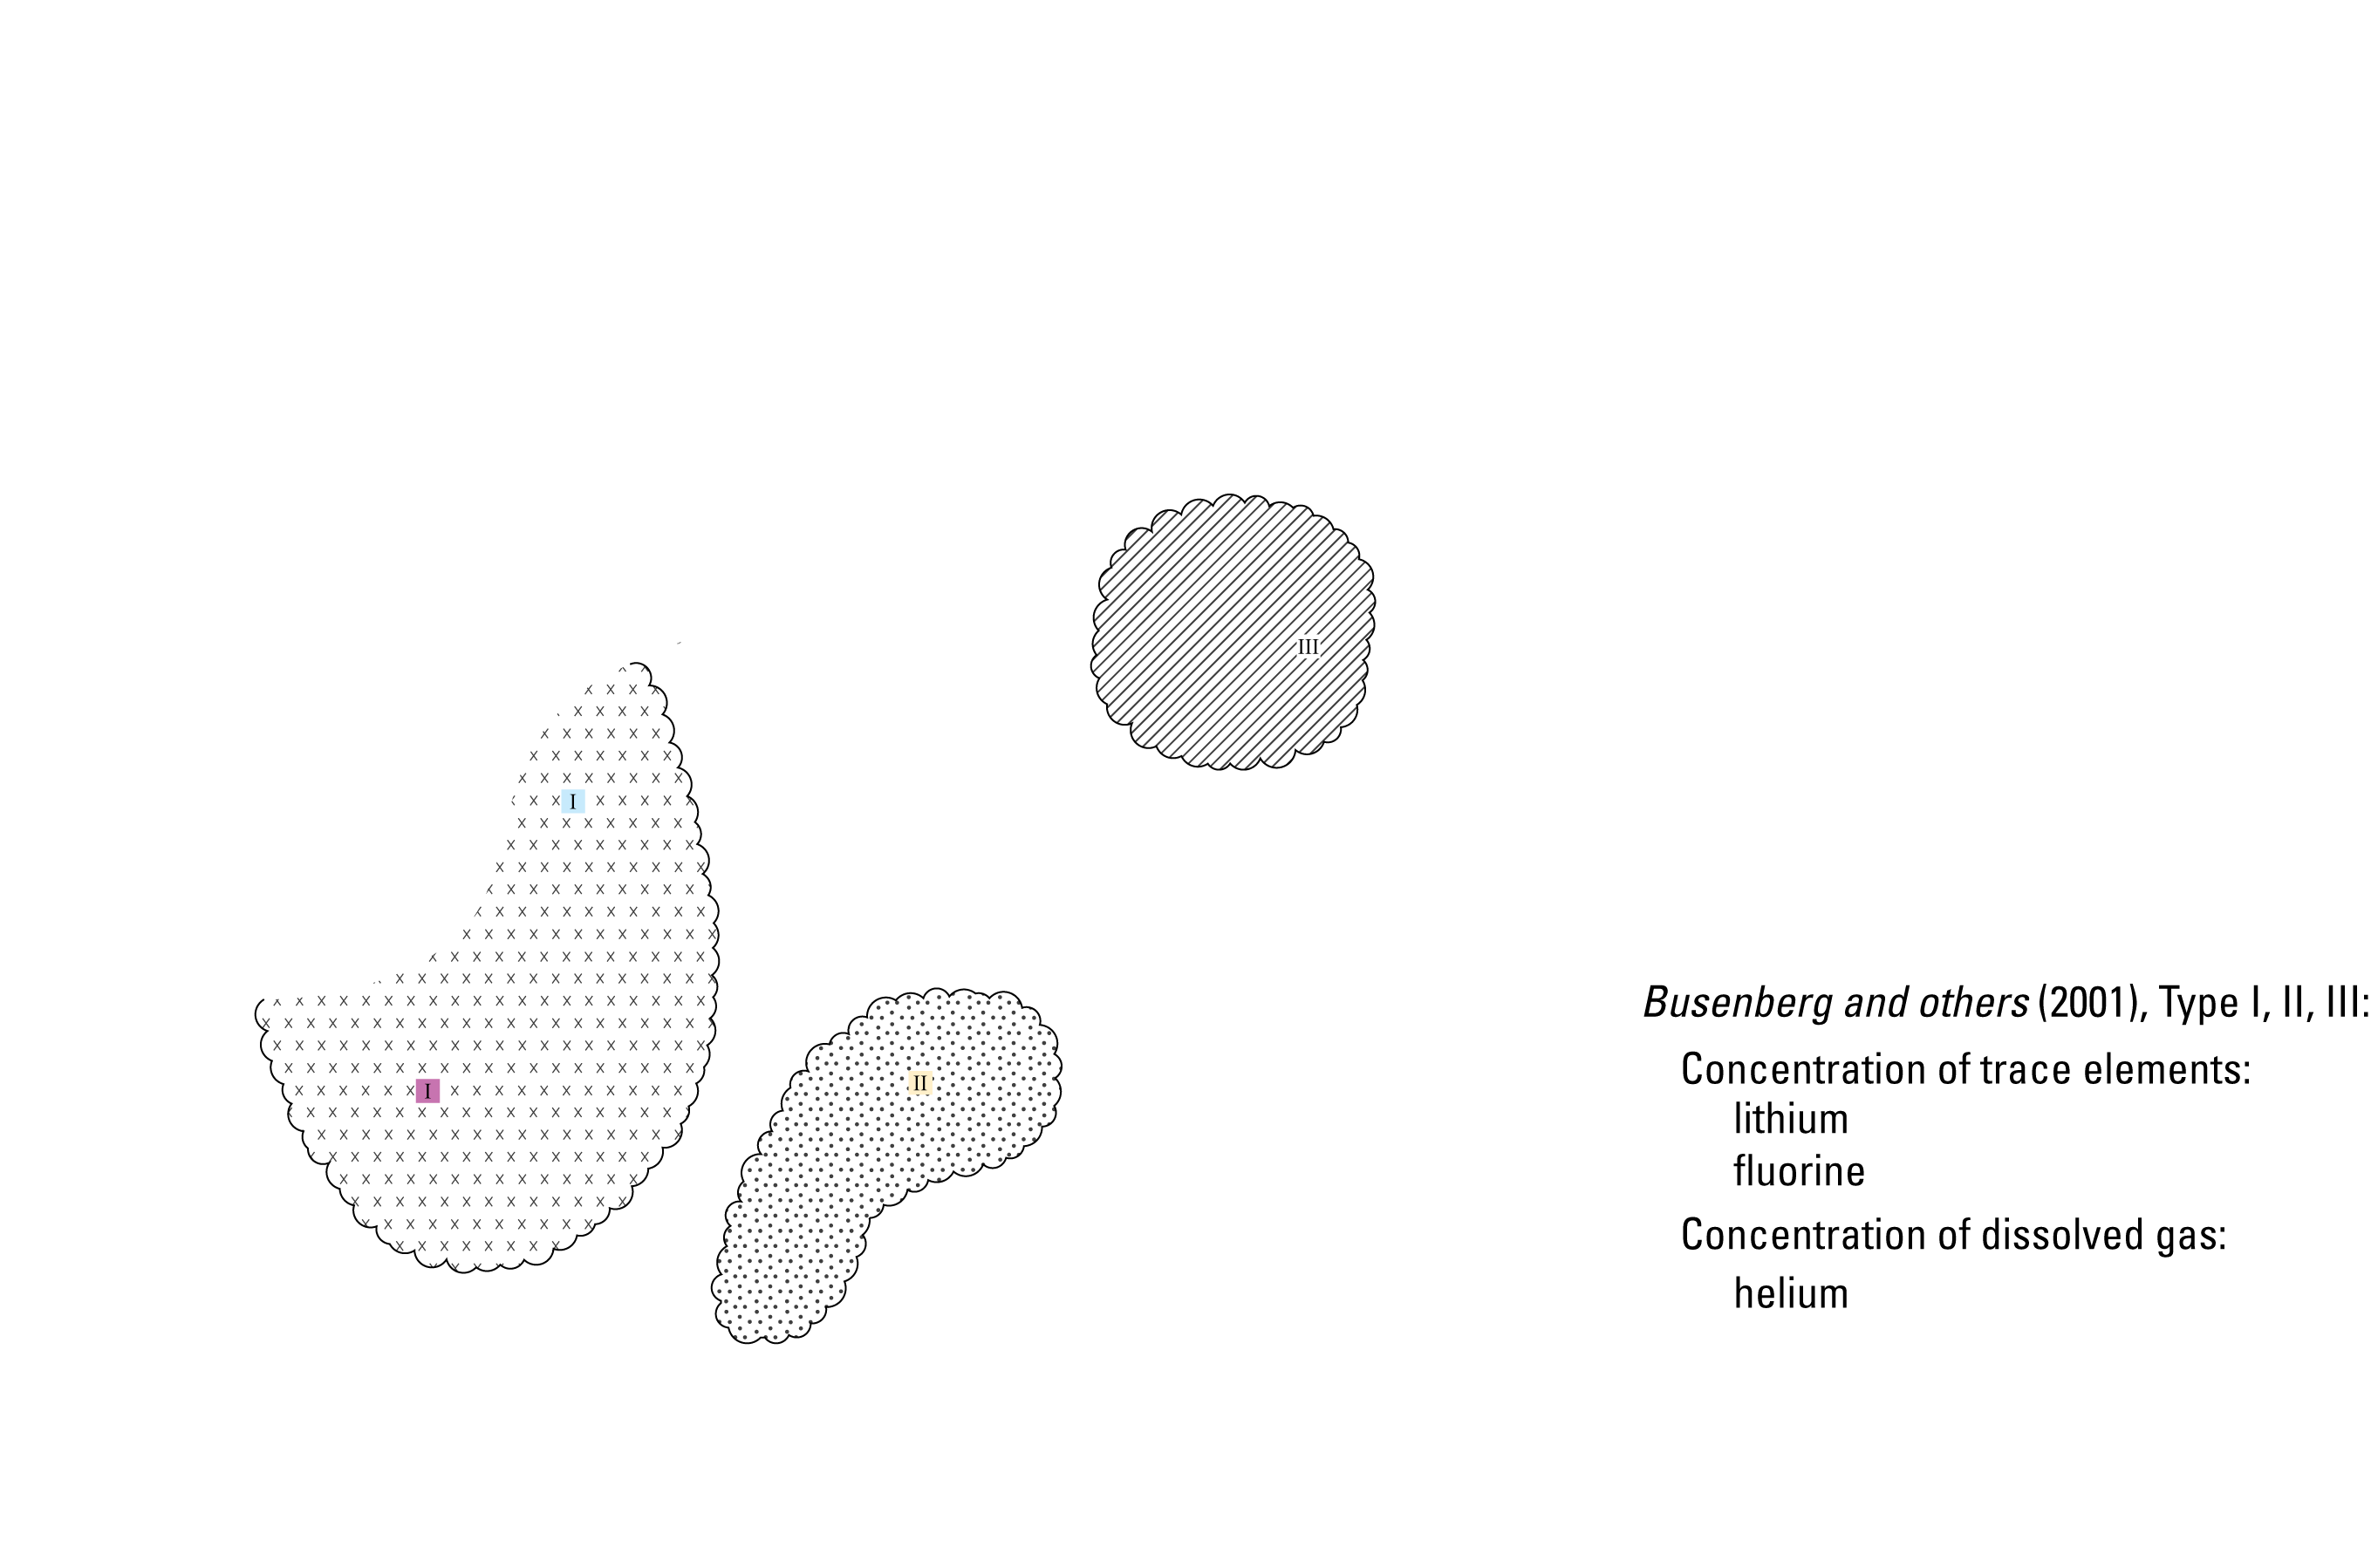 III
I
II
I
Busenberg and others (2001), Type I, II, III:
Concentration of trace elements:
lithium
fluorine
Concentration of dissolved gas:
helium